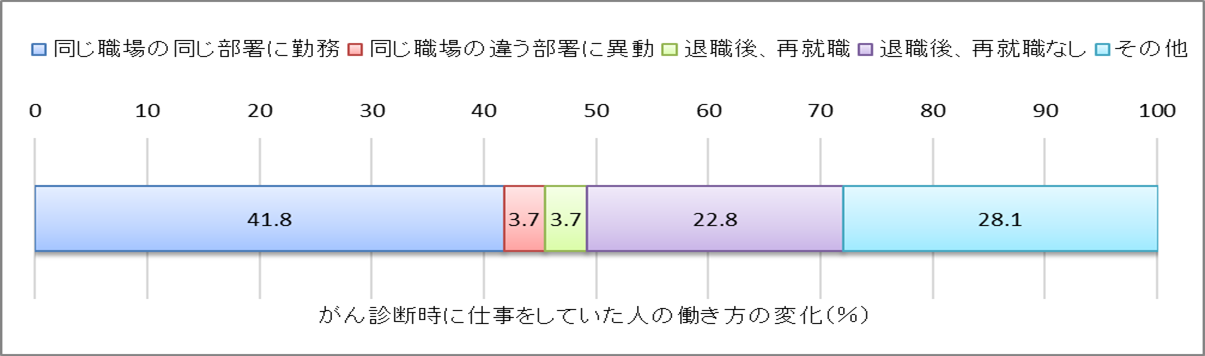 同じ職場の同じ部署に勤務 同じ職場の違う部署に異動 退職後、再就職 退職後、再就職なし その他
0 10 20 30 40 50 60 70 80 90 100
41.8 3.7 3.7 22.8 28.1
がん診断時に仕事をしていた人の働き方の変化(%)